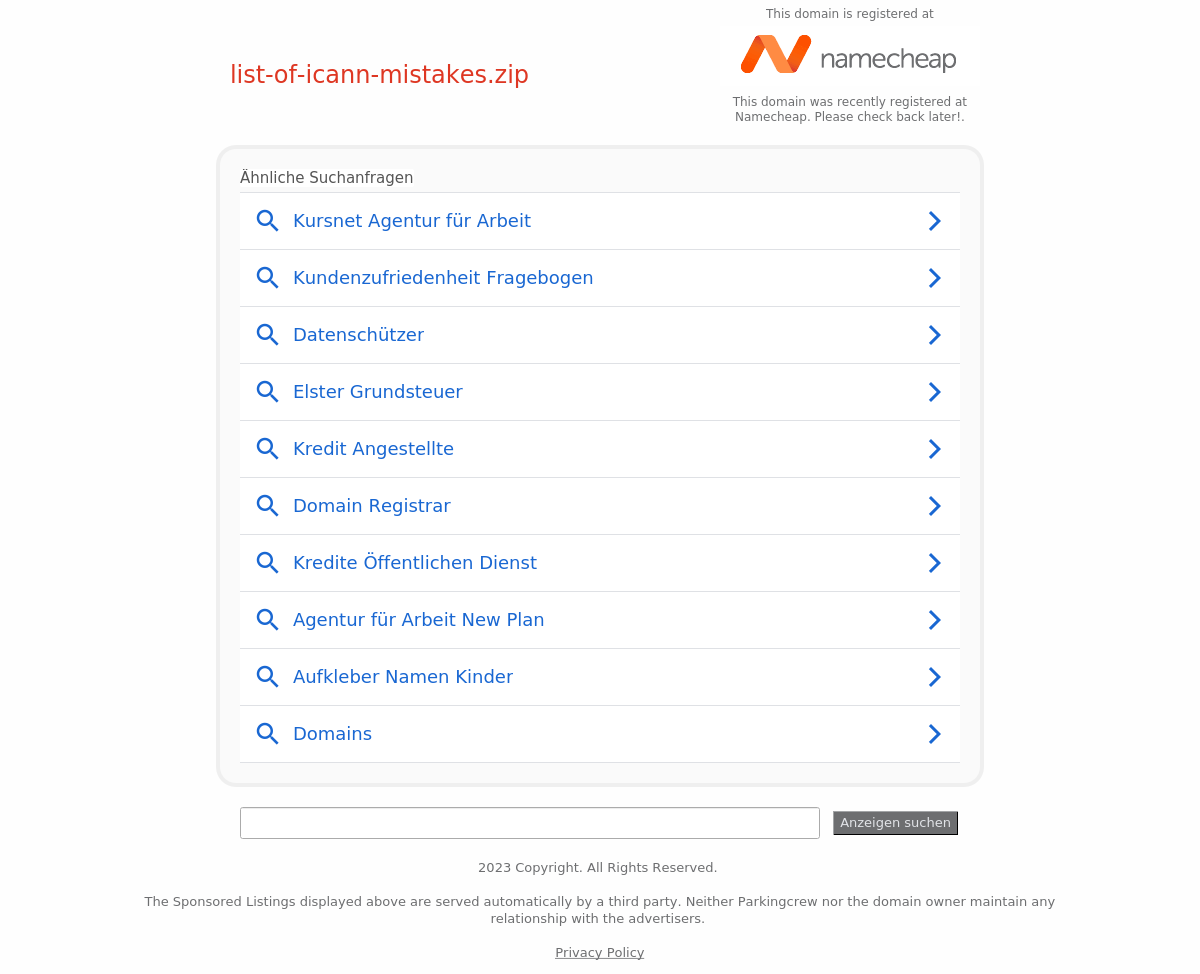 This domain is registered at
namecheap
list-of-icann-mistakes.zip
This domain was recently registered at
Namecheap. Please check back later!.
Ähnliche Suchanfragen
Kursnet Agentur für Arbeit
Kundenzufriedenheit Fragebogen
Datenschützer
Elster Grundsteuer
Kredit Angestellte
Domain Registrar
Kredite Öffentlichen Dienst
Agentur für Arbeit New Plan
Aufkleber Namen Kinder
Domains
Anzeigen suchen
2023 Copyright. All Rights Reserved.
The Sponsored Listings displayed above are served automatically by a third party. Neither Parkingcrew nor the domain owner maintain any
relationship with the advertisers.
Privacy Policy